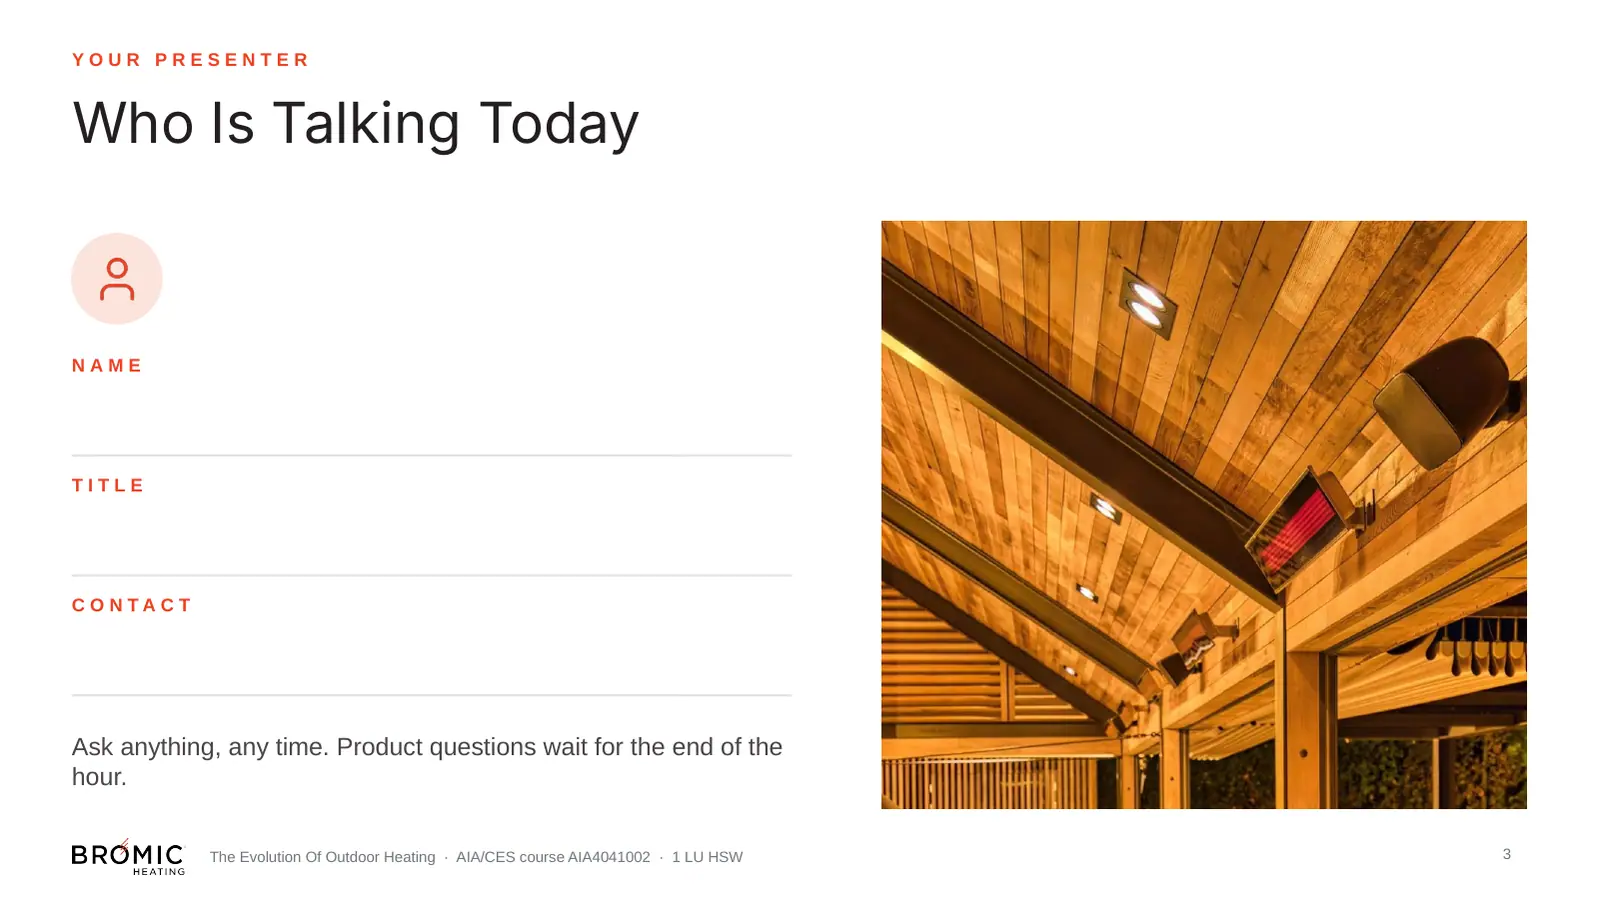 YOUR PRESENTER
Who Is Talking Today
NAME
TITLE
CONTACT
Ask anything, any time. Product questions wait for the end of the
hour.
BROMIC
HEATING
The Evolution Of Outdoor Heating · AIA/CES course AIA4041002 · 1 LU HSW
3